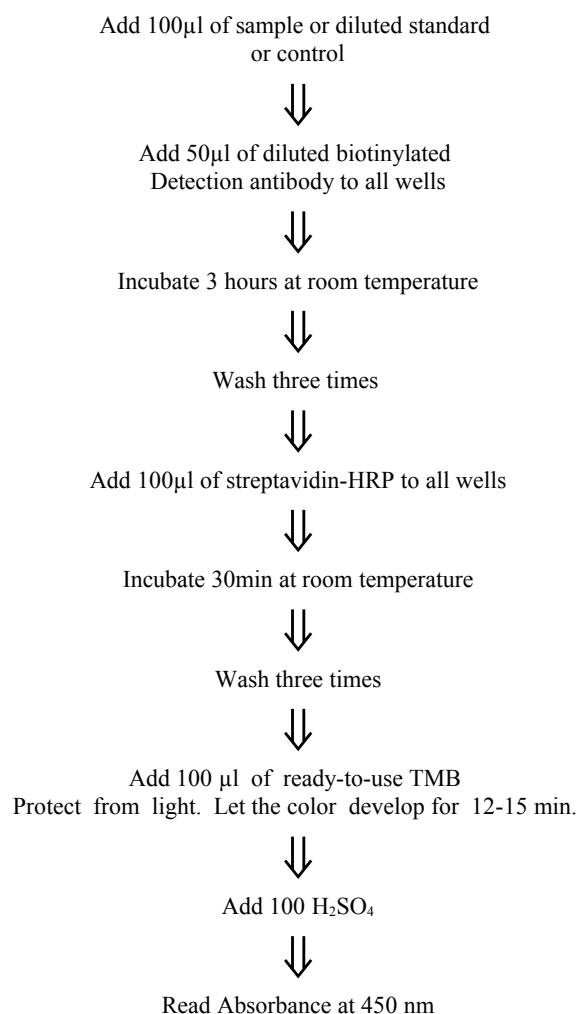 Add 100µl of sample or diluted standard
or control
Add 50µl of diluted biotinylated
Detection antibody to all wells
Incubate 3 hours at room temperature
Wash three times
Add 100µl of streptavidin-HRP to all wells
Incubate 30min at room temperature
Wash three times
Add 100 µl of ready-to-use TMB
Protect from light. Let the color develop for 12-15 min.
Add 100 H₂SO₄
Read Absorbance at 450 nm